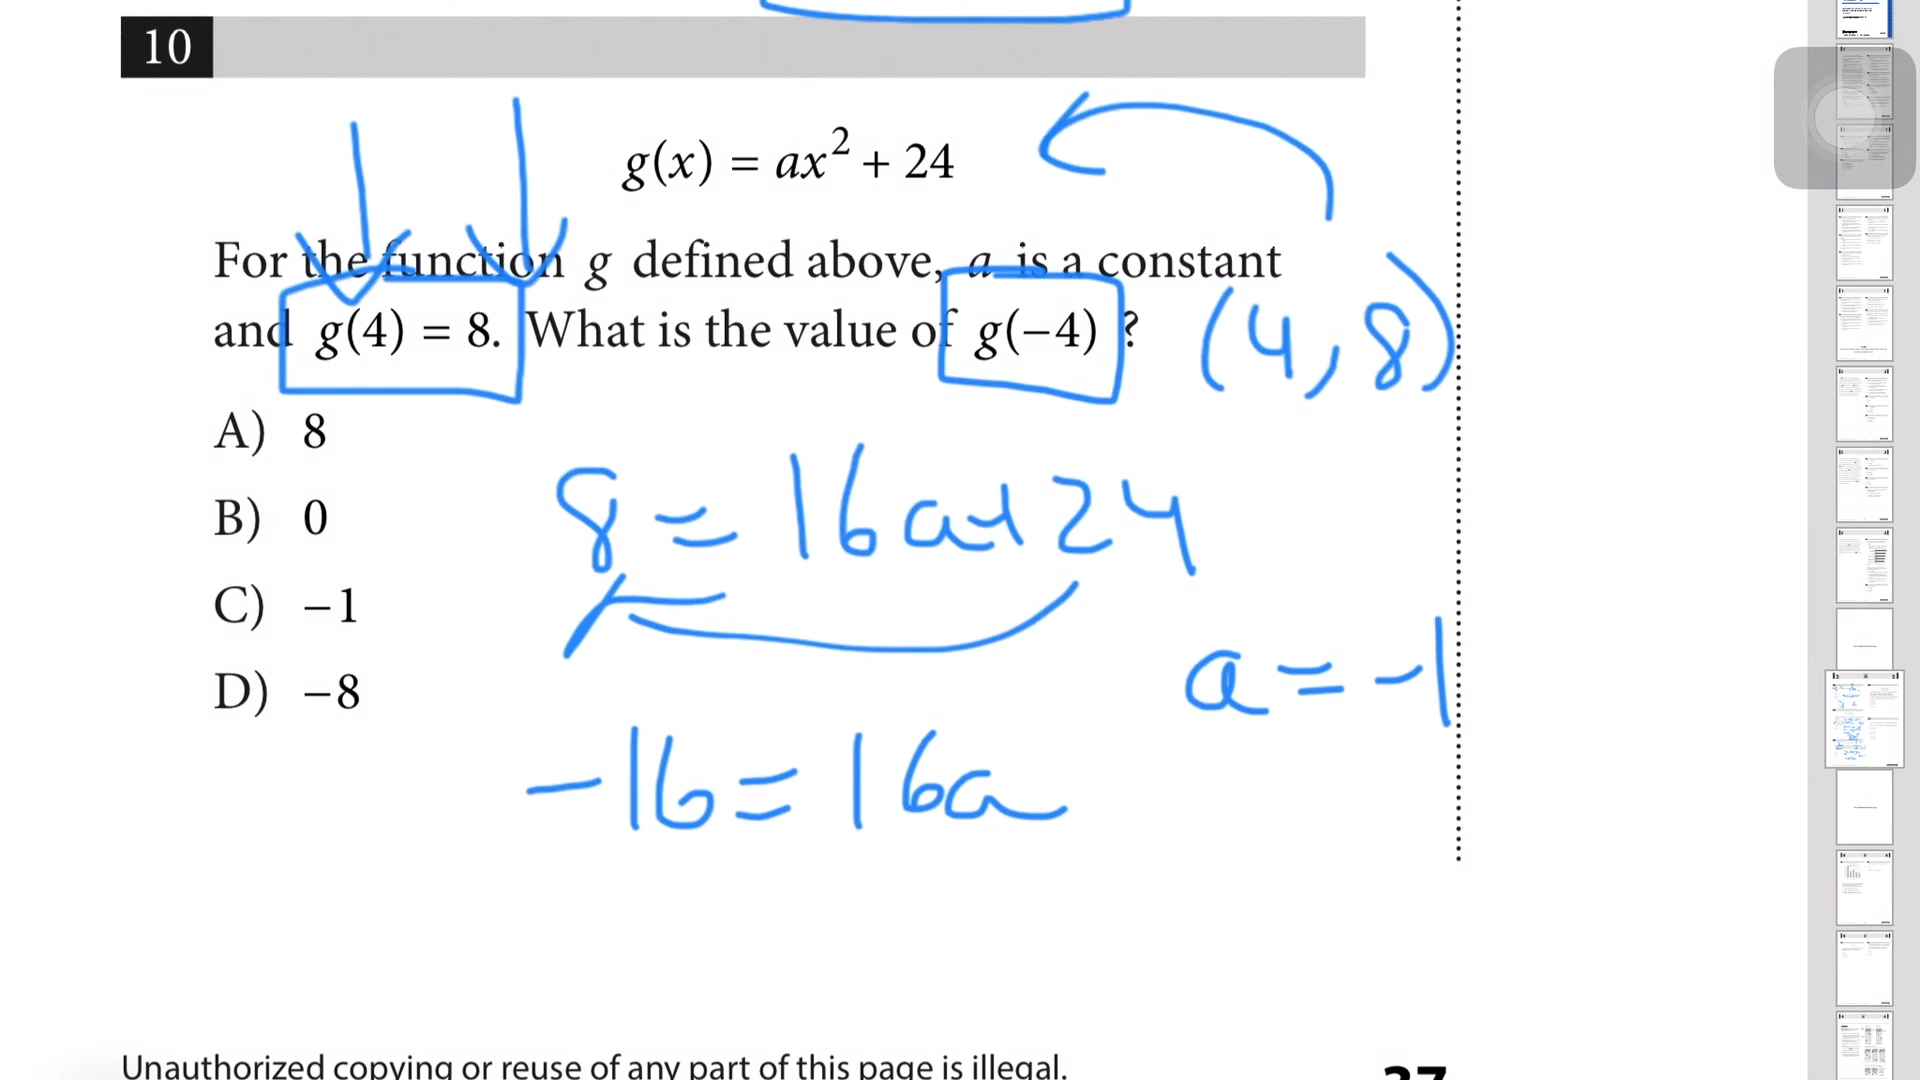 10
g(x) = ax² + 24
For the function g defined above, a is a constant
and g(4) = 8. What is the value of g(−4) ?
(4, 8)
A) 8
B) 0
C) −1
D) −8
8 = 16a + 24
a = -1
-16 = 16a
Unauthorized copying or reuse of any part of this page is illegal.
37